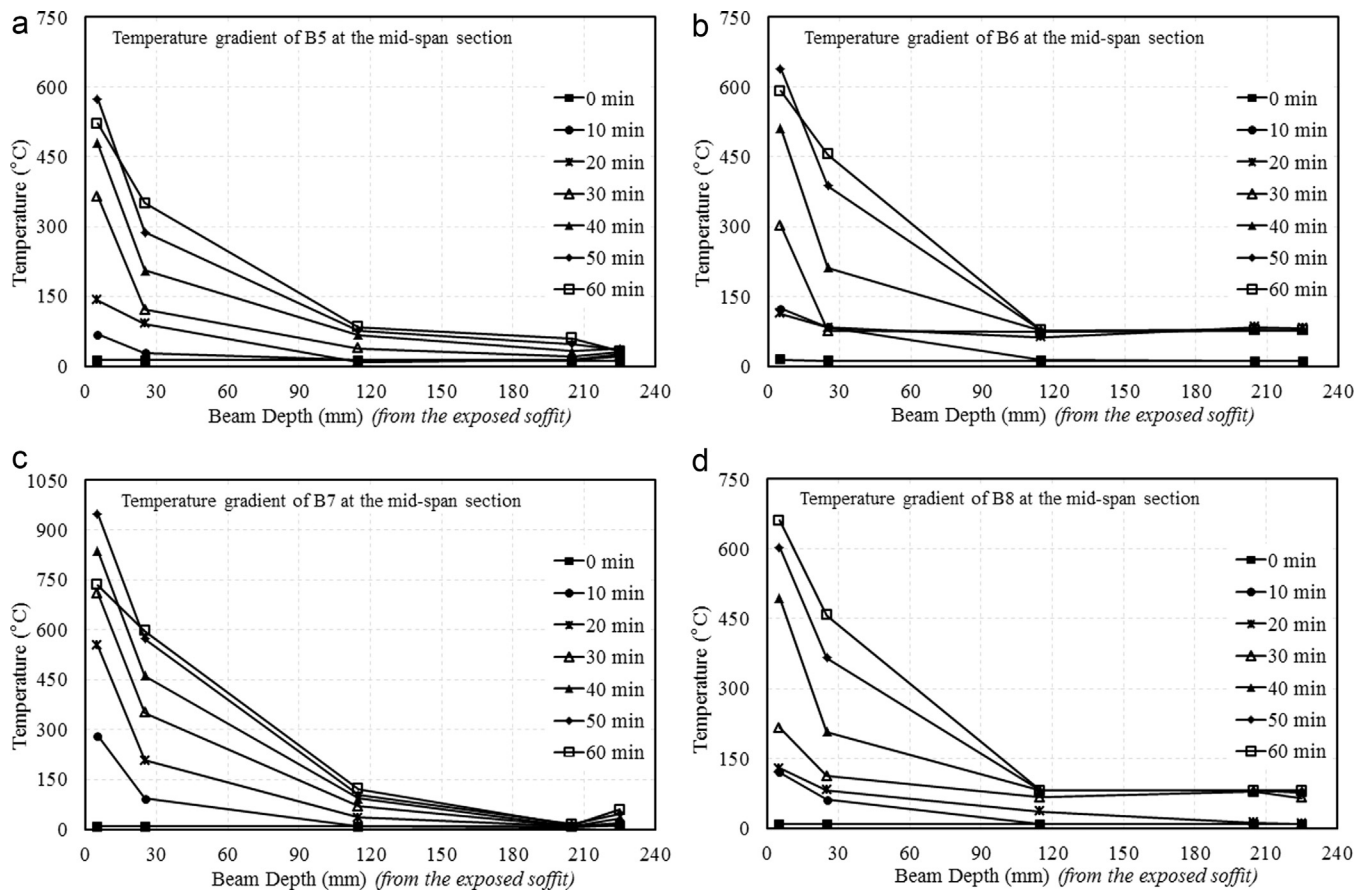 a
Temperature gradient of B5 at the mid-span section
750
600
450
300
150
0
Temperature (°C)
0 min
10 min
20 min
30 min
40 min
50 min
60 min
0 30 60 90 120 150 180 210 240
Beam Depth (mm) (from the exposed soffit)
b
Temperature gradient of B6 at the mid-span section
750
600
450
300
150
0
Temperature (°C)
0 min
10 min
20 min
30 min
40 min
50 min
60 min
0 30 60 90 120 150 180 210 240
Beam Depth (mm) (from the exposed soffit)
c
Temperature gradient of B7 at the mid-span section
1050
900
750
600
450
300
150
0
Temperature (°C)
0 min
10 min
20 min
30 min
40 min
50 min
60 min
0 30 60 90 120 150 180 210 240
Beam Depth (mm) (from the exposed soffit)
d
Temperature gradient of B8 at the mid-span section
750
600
450
300
150
0
Temperature (°C)
0 min
10 min
20 min
30 min
40 min
50 min
60 min
0 30 60 90 120 150 180 210 240
Beam Depth (mm) (from the exposed soffit)